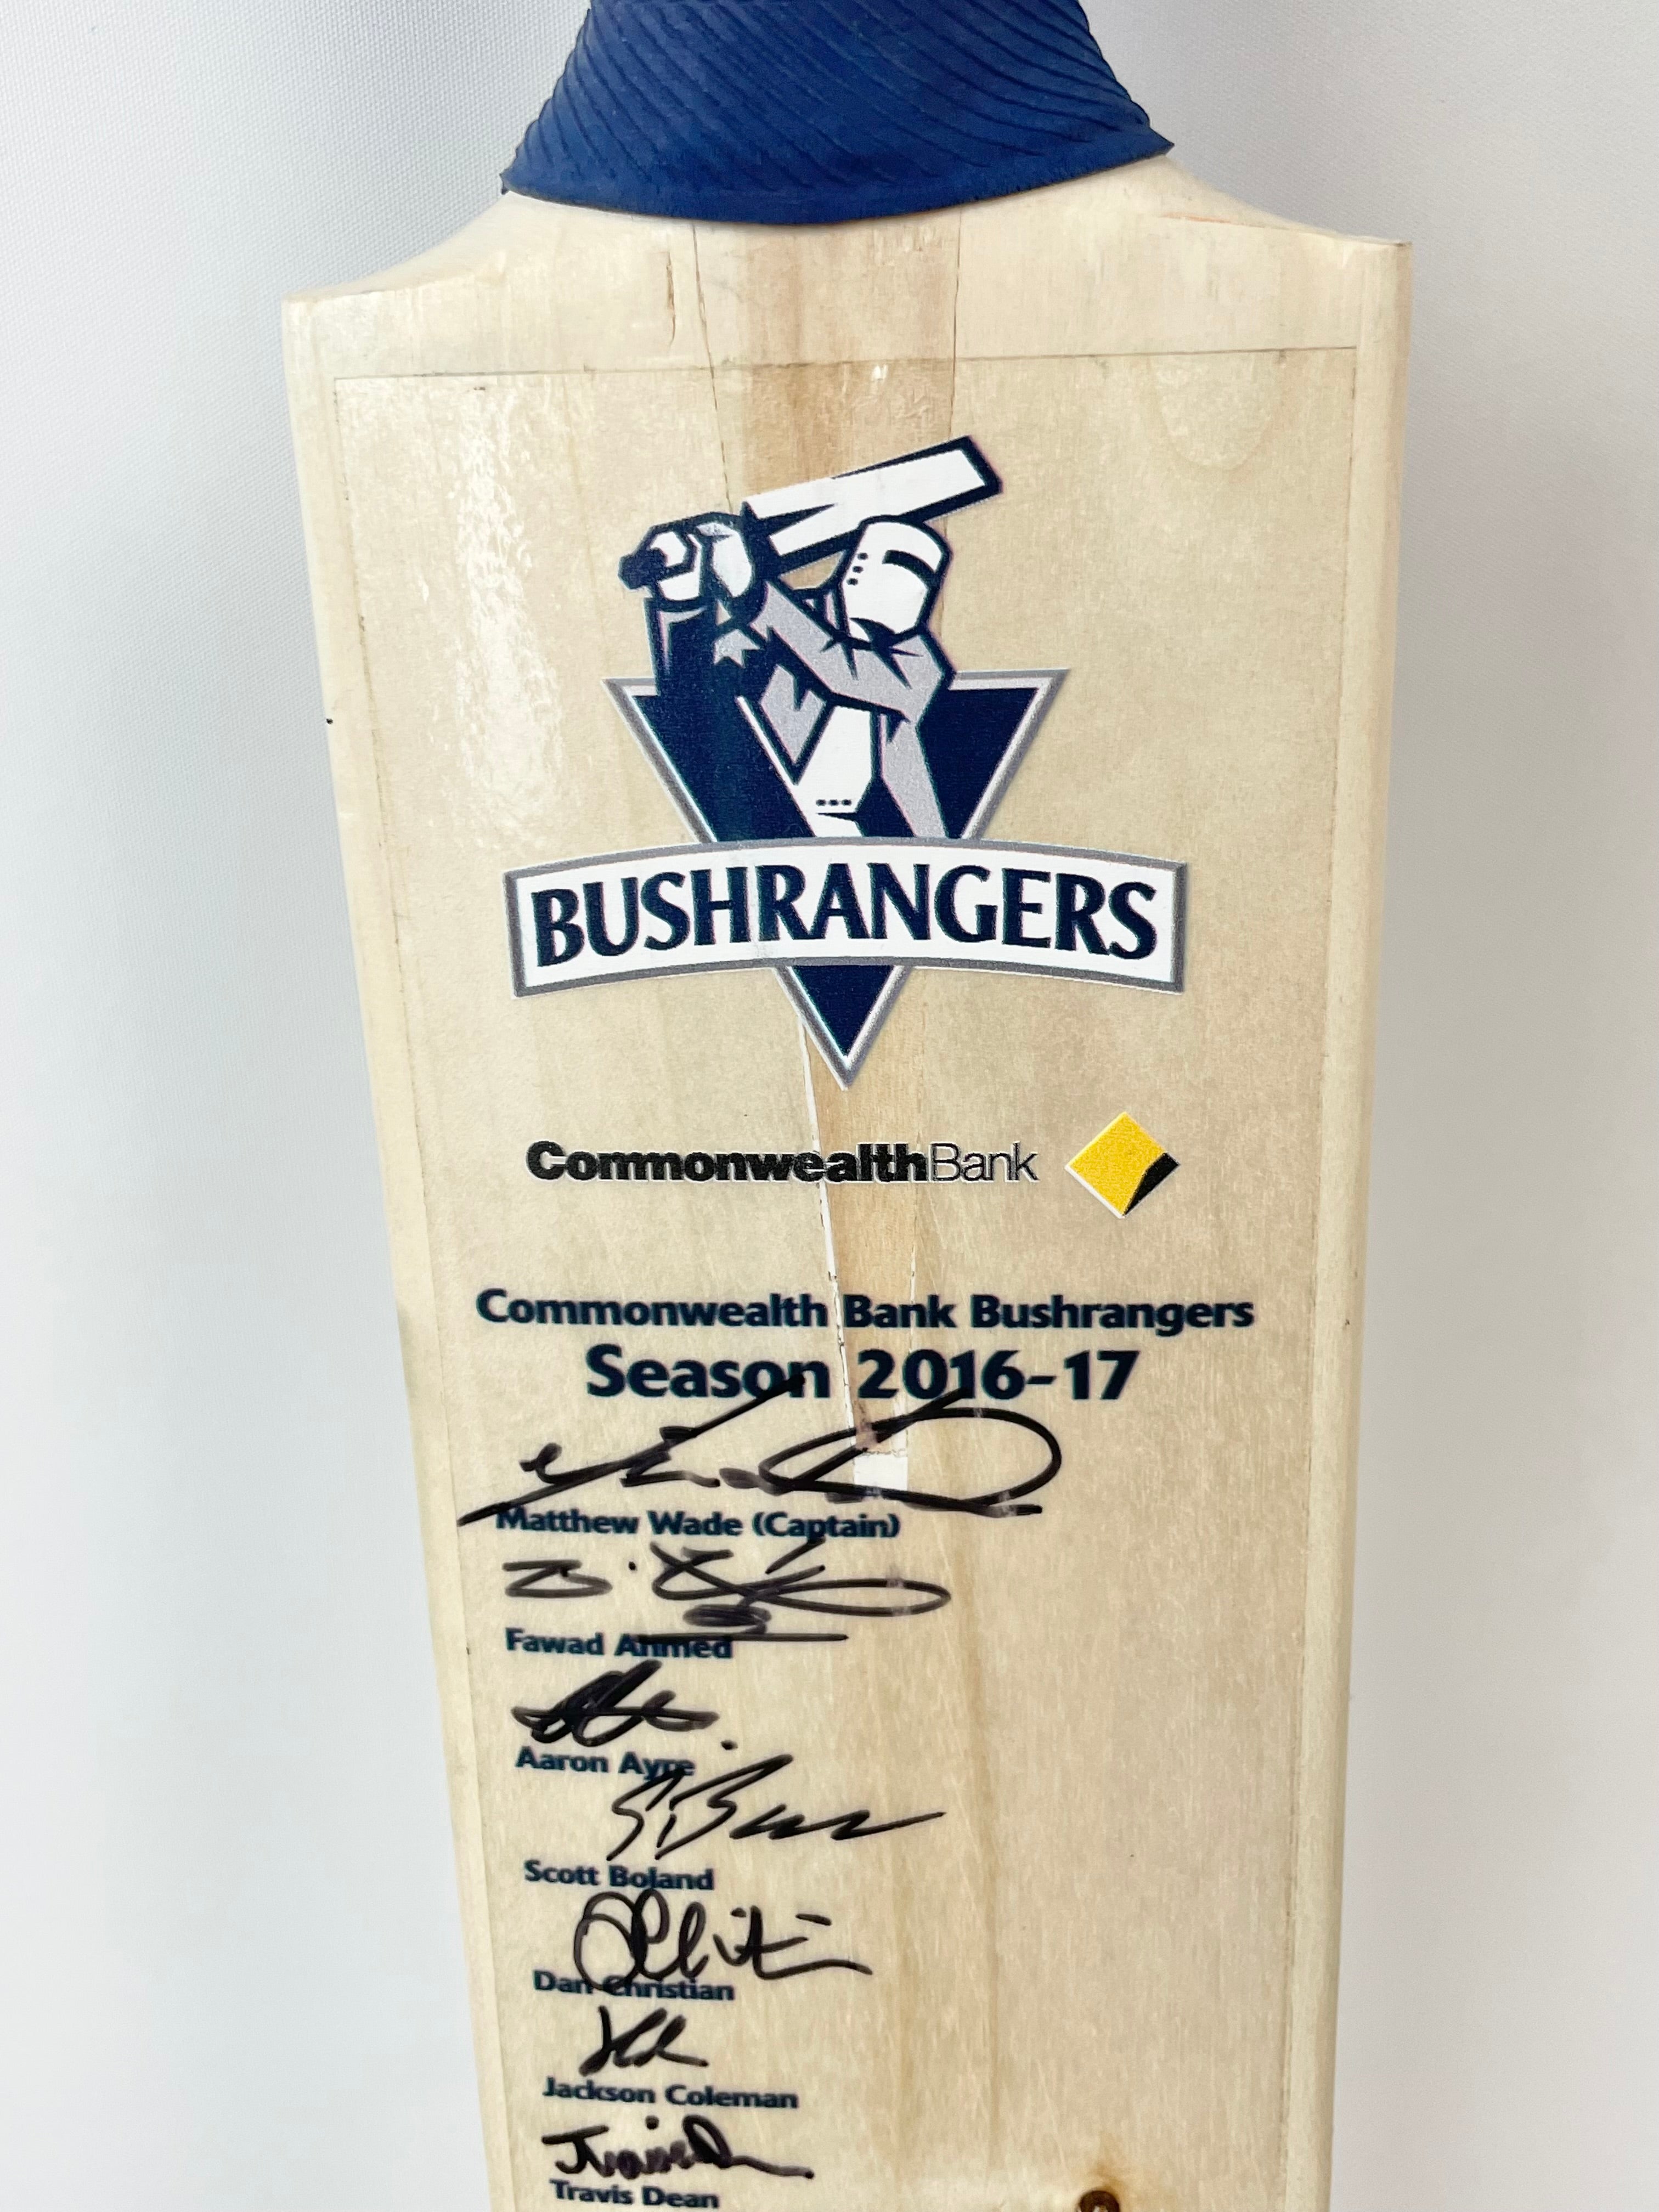 BUSHRANGERS
CommonwealthBank
Commonwealth Bank Bushrangers
Season 2016-17
Matthew Wade (Captain)
Fawad Ahmed
Aaron Ayre
Scott Boland
Dan Christian
Jackson Coleman
Travis Dean